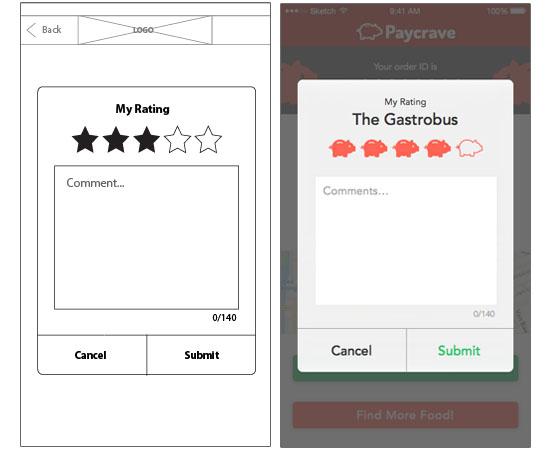 Back
LOGO
My Rating
Comment...
0/140
Cancel
Submit
Sketch
9:41 AM
100%
Paycrave
Your order ID is
My Rating
The Gastrobus
Comments...
0/140
Cancel
Submit
Find More Food!